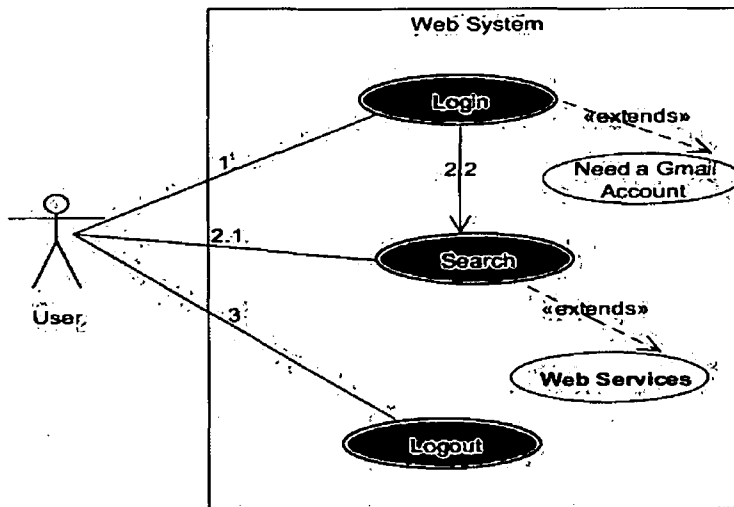 Web System
Login
«extends»
1
2.2
Need a Gmail
Account
2.1
Search
User
3
«extends»
Web Services
Logout